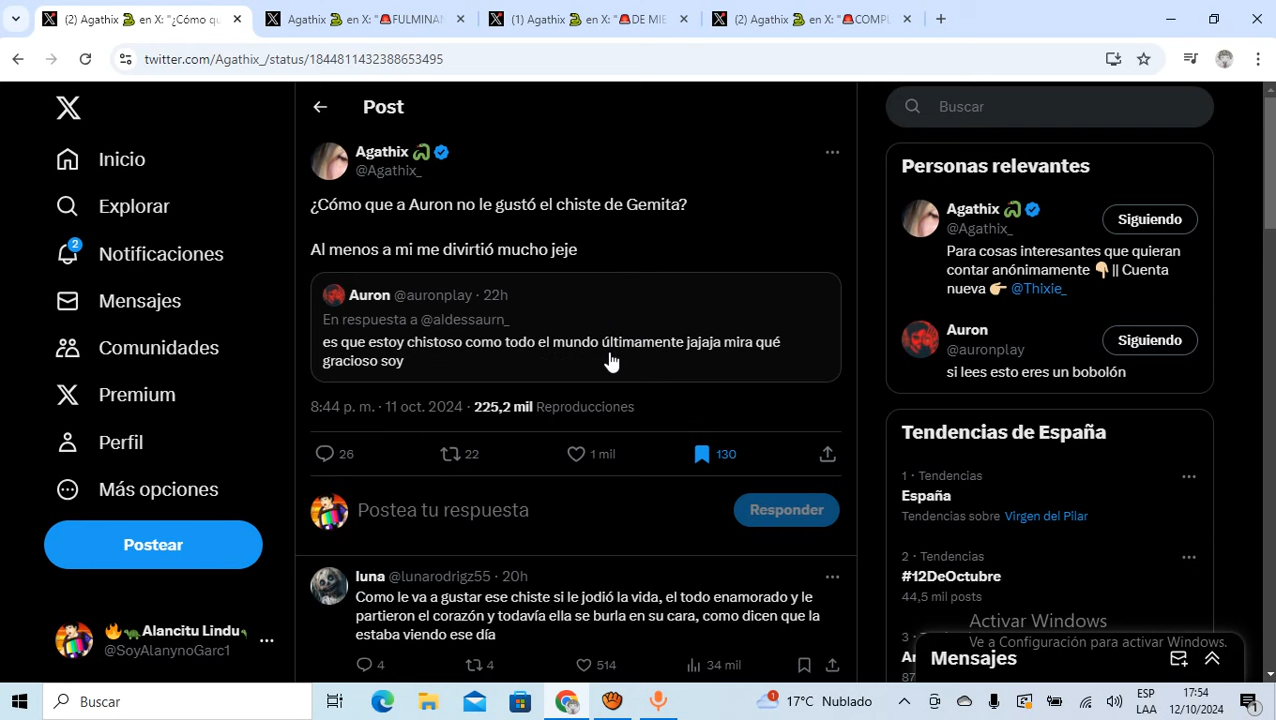 (2) Agathix en X: "¿Cómo qu
Agathix en X: "FULMINAN
(1) Agathix en X: "DE MIE
(2) Agathix en X: "COMPL
twitter.com/Agathix_/status/1844811432388653495
Inicio
Explorar
2
Notificaciones
Mensajes
Comunidades
Premium
Perfil
Más opciones
Postear
Alancitu Lindu
@SoyAlanynoGarc1
Post
Agathix
@Agathix_
¿Cómo que a Auron no le gustó el chiste de Gemita?
Al menos a mi me divirtió mucho jeje
Auron @auronplay · 22h
En respuesta a @aldessaurn_
es que estoy chistoso como todo el mundo últimamente jajaja mira qué
gracioso soy
8:44 p. m. · 11 oct. 2024 · 225,2 mil Reproducciones
26 22 1 mil 130
Postea tu respuesta
Responder
luna @lunarodrigz55 · 20h
Como le va a gustar ese chiste si le jodió la vida, el todo enamorado y le
partieron el corazón y todavía ella se burla en su cara, como dicen que la
estaba viendo ese día
4 4 514 34 mil
Buscar
Personas relevantes
Agathix
@Agathix_
Siguiendo
Para cosas interesantes que quieran
contar anónimamente || Cuenta
nueva @Thixie_
Auron
@auronplay
Siguiendo
si lees esto eres un bobolón
Tendencias de España
1 · Tendencias
España
Tendencias sobre Virgen del Pilar
2 · Tendencias
#12DeOctubre
44,5 mil posts
3
Activar Windows
Ve a Configuración para activar Windows.
Mensajes
Buscar
1
17°C Nublado
ESP
LAA
17:54
12/10/2024
1